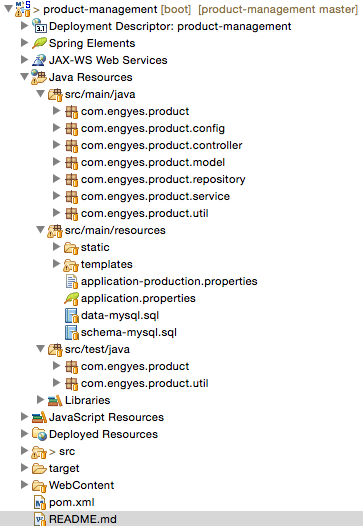 > product-management [boot] [product-management master]
Deployment Descriptor: product-management
Spring Elements
JAX-WS Web Services
Java Resources
src/main/java
com.engyes.product
com.engyes.product.config
com.engyes.product.controller
com.engyes.product.model
com.engyes.product.repository
com.engyes.product.service
com.engyes.product.util
src/main/resources
static
templates
application-production.properties
application.properties
data-mysql.sql
schema-mysql.sql
src/test/java
com.engyes.product
com.engyes.product.util
Libraries
JavaScript Resources
Deployed Resources
> src
target
WebContent
pom.xml
README.md